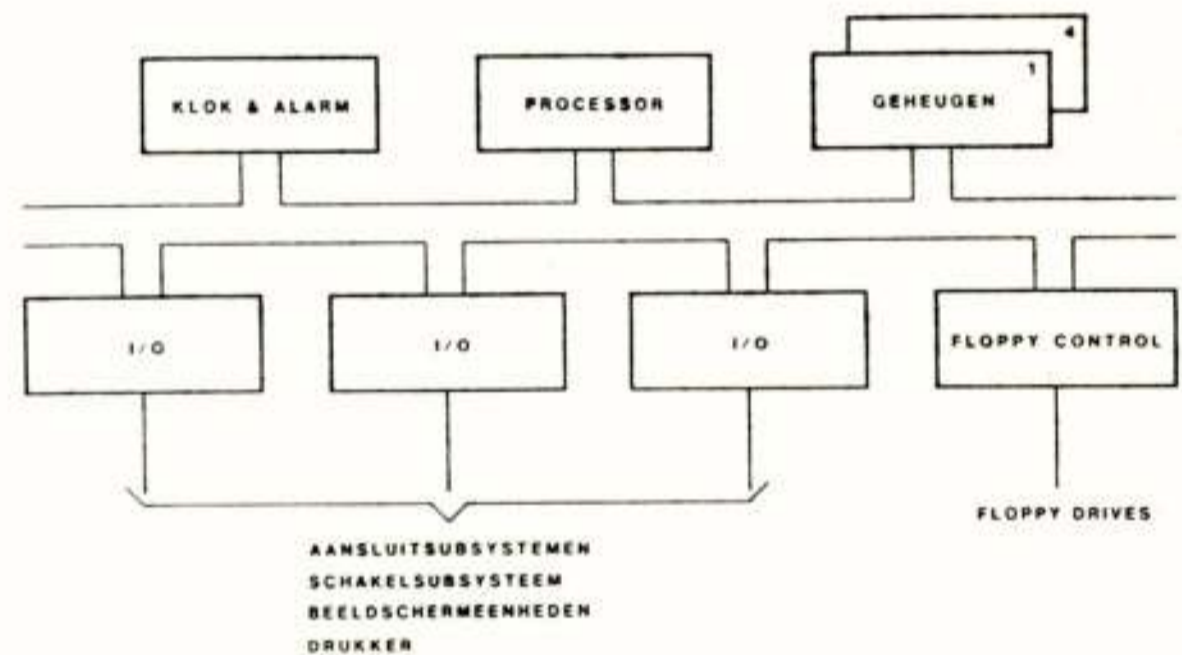 4
1
KLOK & ALARM
PROCESSOR
GEHEUGEN
I/O
I/O
I/O
FLOPPY CONTROL
FLOPPY DRIVES
AANSLUITSUBSYSTEMEN
SCHAKELSUBSYSTEEM
BEELDSCHERMEENHEDEN
DRUKKER